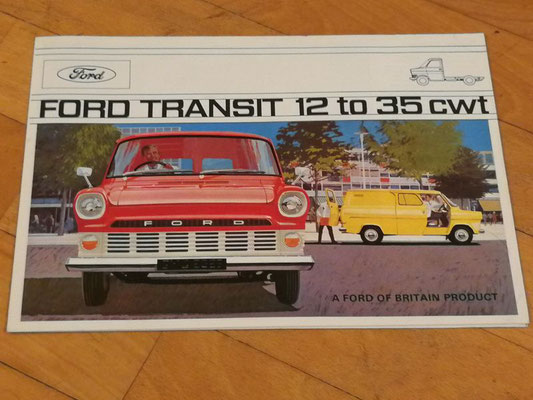 Ford
FORD TRANSIT 12 to 35 cwt
FORD
A FORD OF BRITAIN PRODUCT